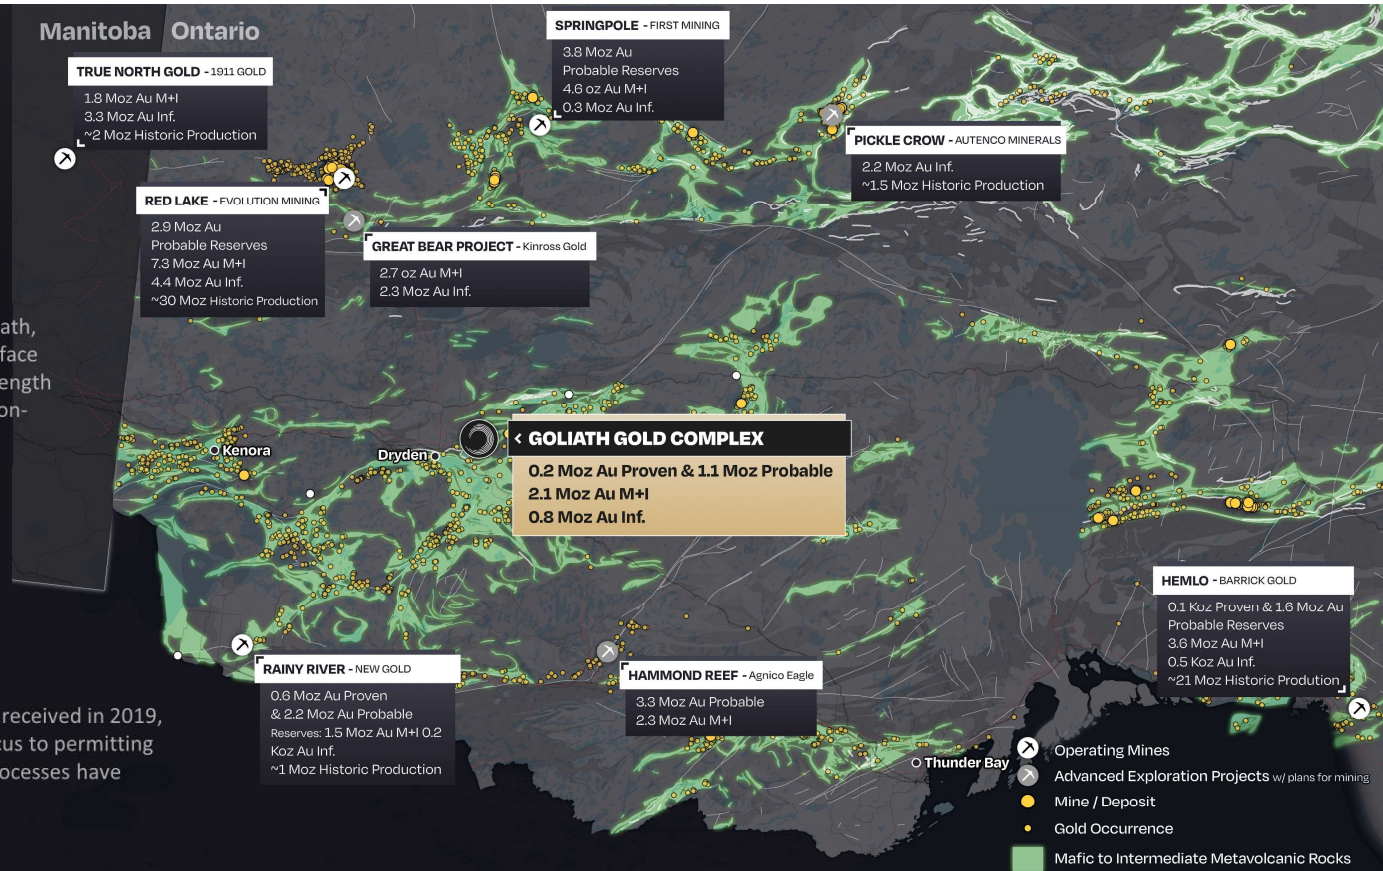 Manitoba Ontario
TRUE NORTH GOLD - 1911 GOLD
1.8 Moz Au M+I
3.3 Moz Au Inf.
~2 Moz Historic Production
SPRINGPOLE - FIRST MINING
3.8 Moz Au
Probable Reserves
4.6 oz Au M+I
0.3 Moz Au Inf.
PICKLE CROW - AUTENCO MINERALS
2.2 Moz Au Inf.
~1.5 Moz Historic Production
RED LAKE - EVOLUTION MINING
2.9 Moz Au
Probable Reserves
7.3 Moz Au M+I
4.4 Moz Au Inf.
~30 Moz Historic Production
GREAT BEAR PROJECT - Kinross Gold
2.7 oz Au M+I
2.3 Moz Au Inf.
ath,
face
ength
on-
Kenora
Dryden
‹ GOLIATH GOLD COMPLEX
0.2 Moz Au Proven & 1.1 Moz Probable
2.1 Moz Au M+I
0.8 Moz Au Inf.
HEMLO - BARRICK GOLD
0.1 Koz Proven & 1.6 Moz Au
Probable Reserves
3.6 Moz Au M+I
0.5 Koz Au Inf.
~21 Moz Historic Prodution
RAINY RIVER - NEW GOLD
0.6 Moz Au Proven
& 2.2 Moz Au Probable
Reserves: 1.5 Moz Au M+I 0.2
Koz Au Inf.
~1 Moz Historic Production
HAMMOND REEF - Agnico Eagle
3.3 Moz Au Probable
2.3 Moz Au M+I
received in 2019,
cus to permitting
ocesses have
Thunder Bay
Operating Mines
Advanced Exploration Projects w/ plans for mining
Mine / Deposit
Gold Occurrence
Mafic to Intermediate Metavolcanic Rocks